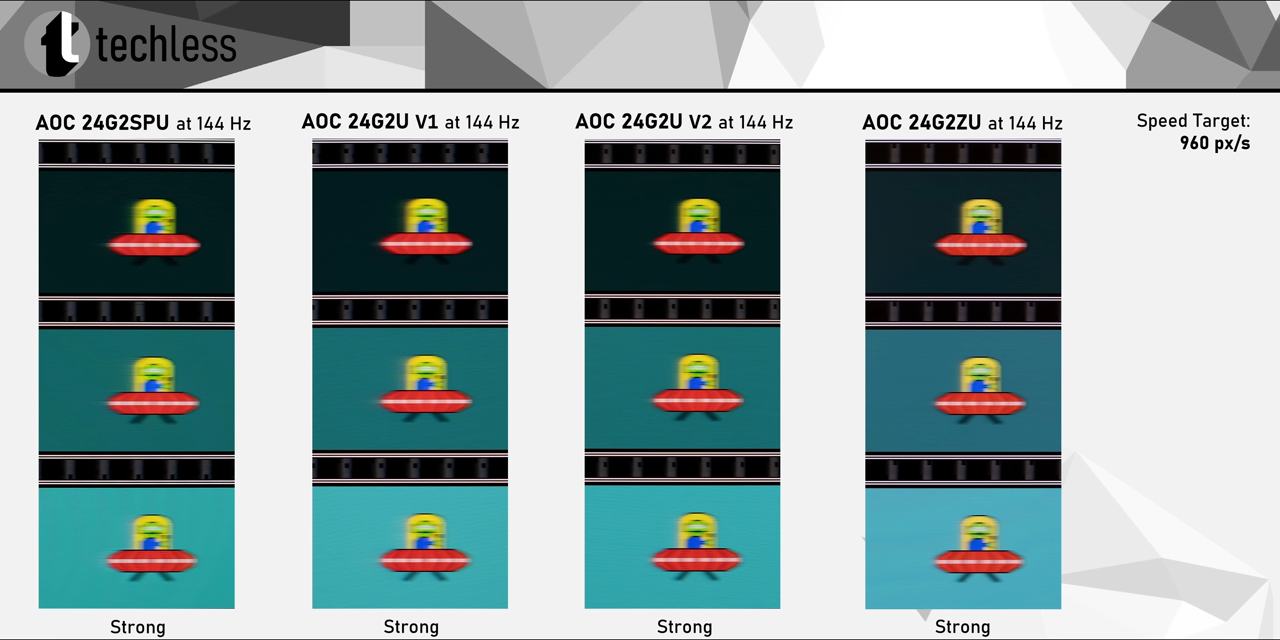 techless
AOC 24G2SPU at 144 Hz
AOC 24G2U V1 at 144 Hz
AOC 24G2U V2 at 144 Hz
AOC 24G2ZU at 144 Hz
Speed Target:
960 px/s
Strong
Strong
Strong
Strong